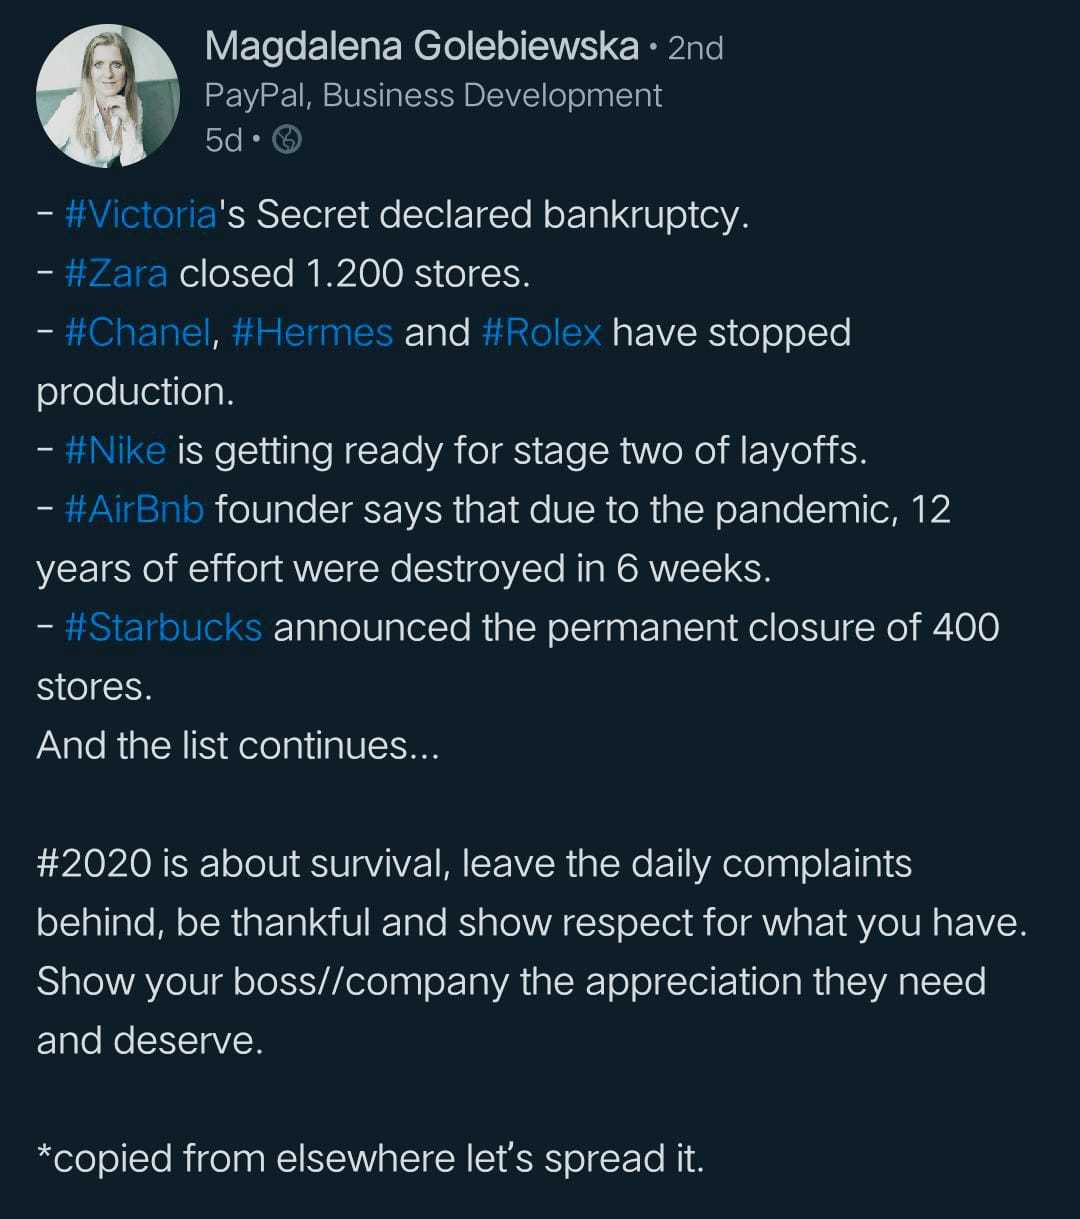 Magdalena Golebiewska • 2nd
PayPal, Business Development
5d •
– #Victoria's Secret declared bankruptcy.
– #Zara closed 1.200 stores.
– #Chanel, #Hermes and #Rolex have stopped
production.
– #Nike is getting ready for stage two of layoffs.
– #AirBnb founder says that due to the pandemic, 12
years of effort were destroyed in 6 weeks.
– #Starbucks announced the permanent closure of 400
stores.
And the list continues...
#2020 is about survival, leave the daily complaints
behind, be thankful and show respect for what you have.
Show your boss//company the appreciation they need
and deserve.
*copied from elsewhere let’s spread it.